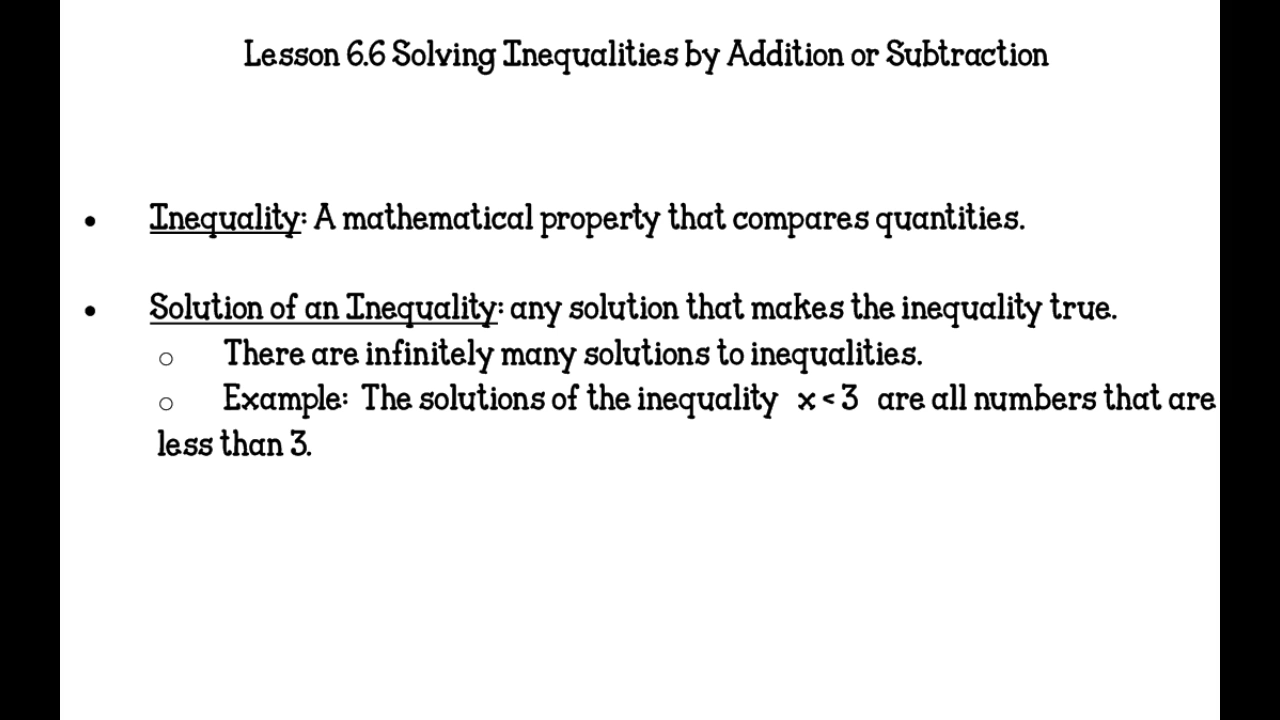 Lesson 6.6 Solving Inequalities by Addition or Subtraction
• Inequality: A mathematical property that compares quantities.
• Solution of an Inequality: any solution that makes the inequality true.
○ There are infinitely many solutions to inequalities.
○ Example: The solutions of the inequality x < 3 are all numbers that are
less than 3.